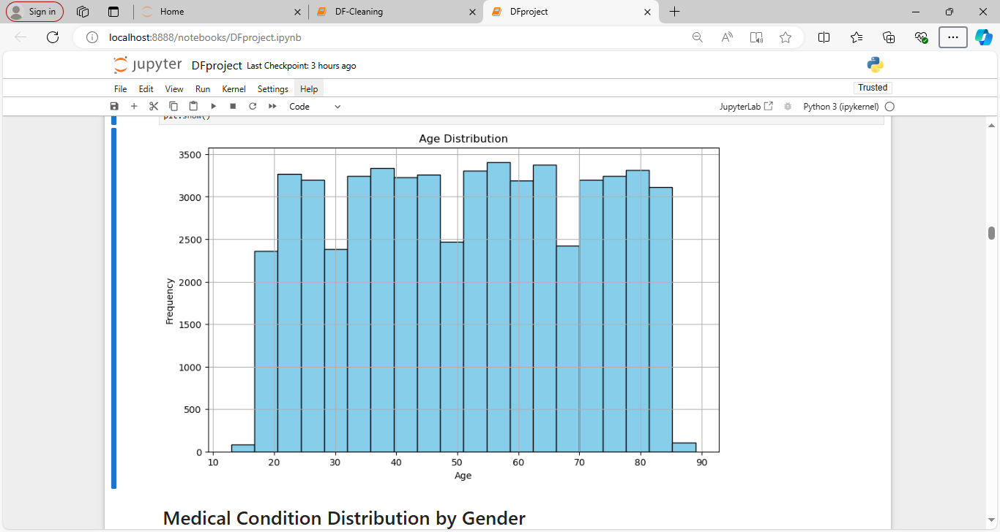 Sign in
Home
DF-Cleaning
DFproject
localhost:8888/notebooks/DFproject.ipynb
jupyter DFproject Last Checkpoint: 3 hours ago
File Edit View Run Kernel Settings Help
Trusted
Code
JupyterLab
Python 3 (ipykernel)
plt.show()
Age Distribution
3500
3000
2500
2000
1500
1000
500
0
Frequency
10 20 30 40 50 60 70 80 90
Age
Medical Condition Distribution by Gender